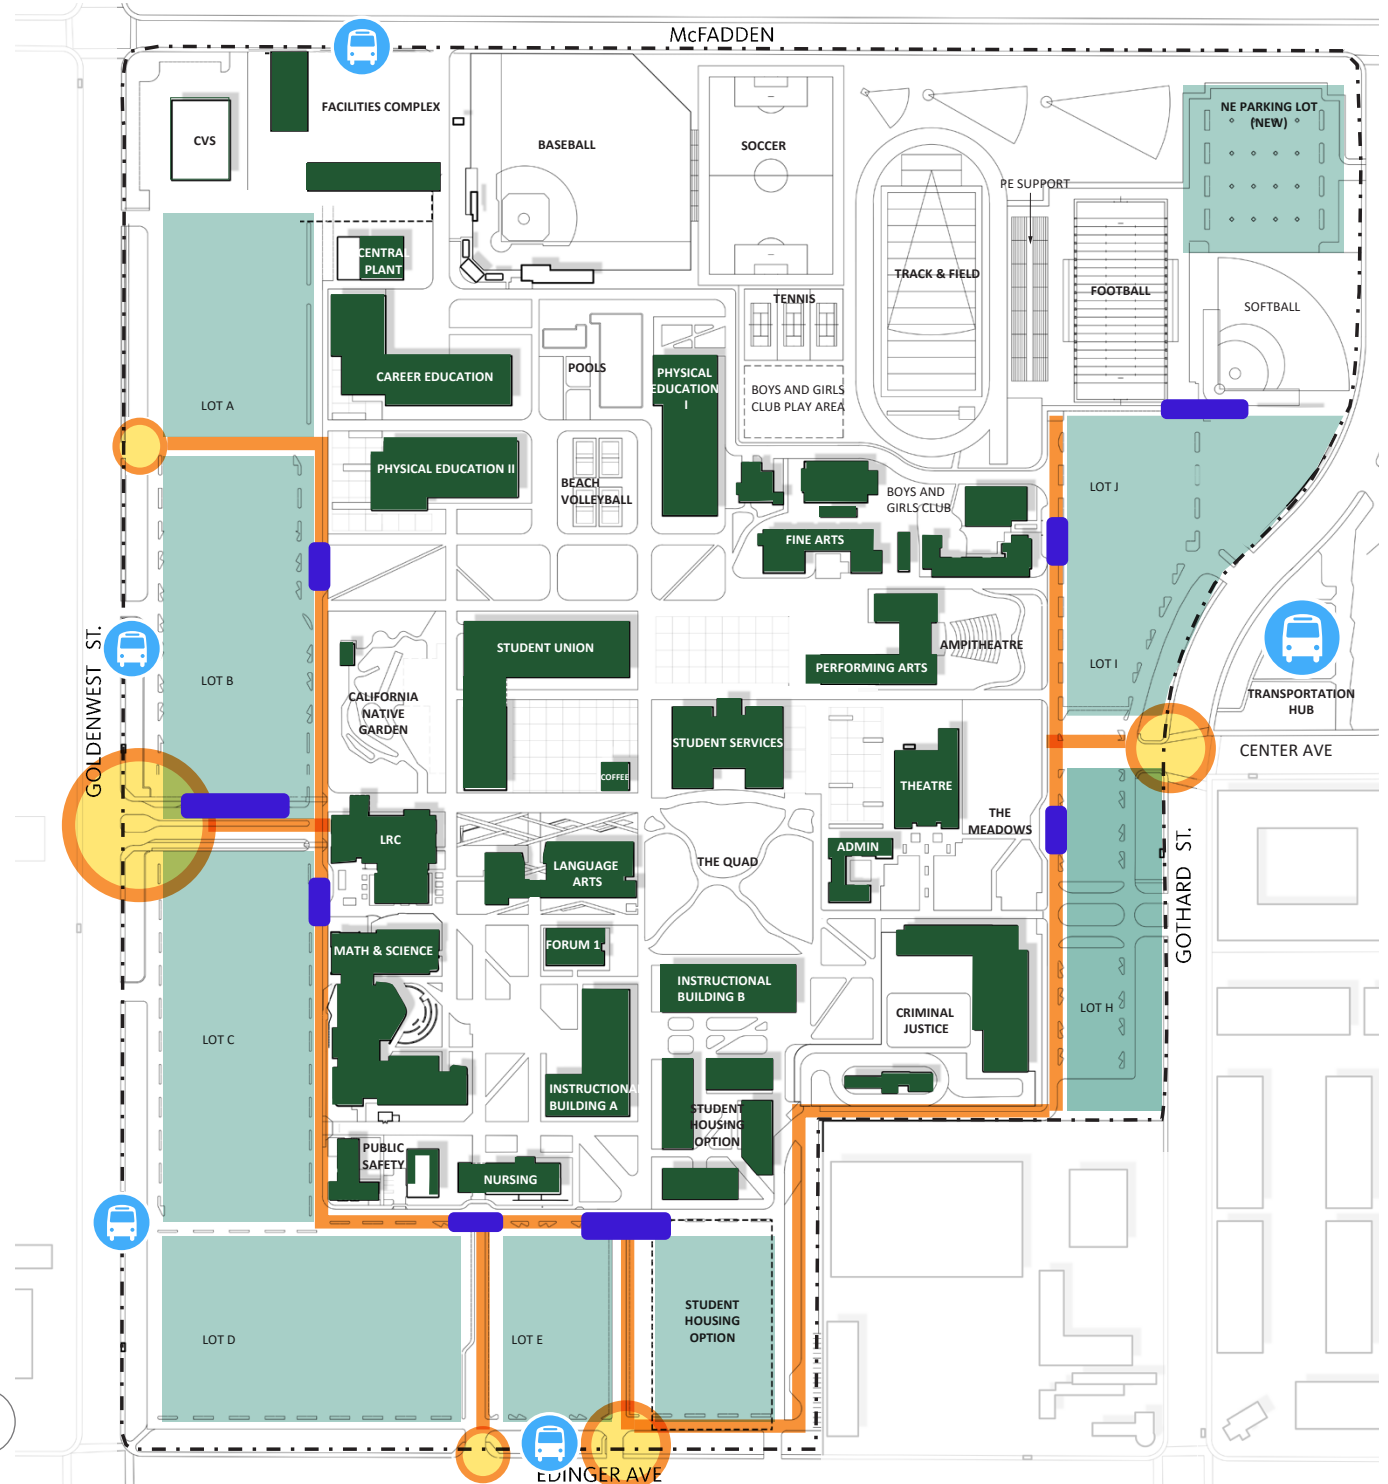 McFADDEN
FACILITIES COMPLEX
NE PARKING LOT
(NEW)
CVS
BASEBALL
SOCCER
PE SUPPORT
CENTRAL
PLANT
TRACK & FIELD
FOOTBALL
TENNIS
SOFTBALL
POOLS
CAREER EDUCATION
PHYSICAL
EDUCATION
I
BOYS AND GIRLS
CLUB PLAY AREA
LOT A
PHYSICAL EDUCATION II
BEACH
VOLLEYBALL
BOYS AND
GIRLS CLUB
LOT J
FINE ARTS
STUDENT UNION
AMPITHEATRE
PERFORMING ARTS
LOT I
LOT B
GOLDENWEST ST.
CALIFORNIA
NATIVE
GARDEN
TRANSPORTATION
HUB
STUDENT SERVICES
CENTER AVE
COFFEE
THEATRE
THE
MEADOWS
LRC
ADMIN
LANGUAGE
ARTS
THE QUAD
GOTHARD ST.
MATH & SCIENCE
FORUM 1
INSTRUCTIONAL
BUILDING B
CRIMINAL
JUSTICE
LOT H
LOT C
INSTRUCTIONAL
BUILDING A
STUDENT
HOUSING
OPTION
PUBLIC
SAFETY
NURSING
LOT D
LOT E
STUDENT
HOUSING
OPTION
EDINGER AVE